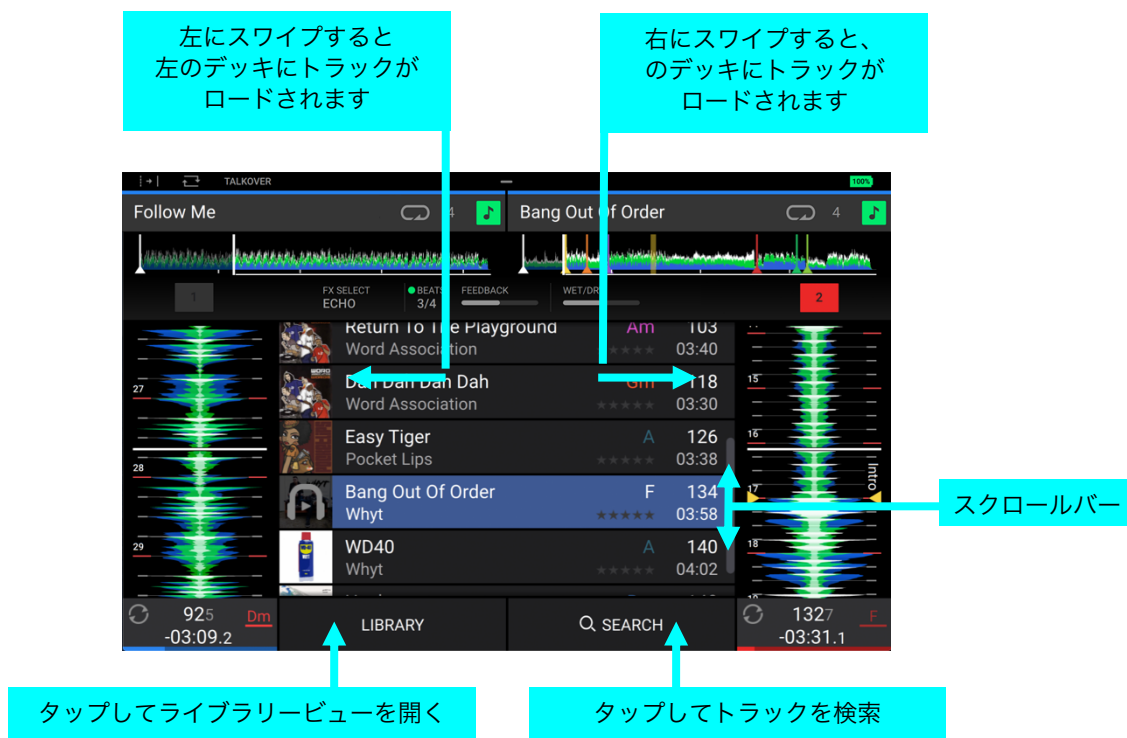 左にスワイプすると
左のデッキにトラックが
ロードされます
右にスワイプすると、
のデッキにトラックが
ロードされます
TALKOVER
100%
Follow Me
4
Bang Out Of Order
4
1
FX SELECT
ECHO
BEATS
3/4
FEEDBACK
WET/DR
2
Return To The Playground Am 103
Word Association ★★★★ 03:40
Dah Dah Dah Dah Gm 118
Word Association ★★★★★ 03:30
Easy Tiger A 126
Pocket Lips ★★★★★ 03:38
Bang Out Of Order F 134
Whyt ★★★★★ 03:58
WD40 A 140
Whyt ★★★★★ 04:02
27
28
29
15
16
Intro
17
18
スクロールバー
925 Dm
-03:09.2
LIBRARY
SEARCH
1327 F
-03:31.1
タップしてライブラリービューを開く
タップしてトラックを検索